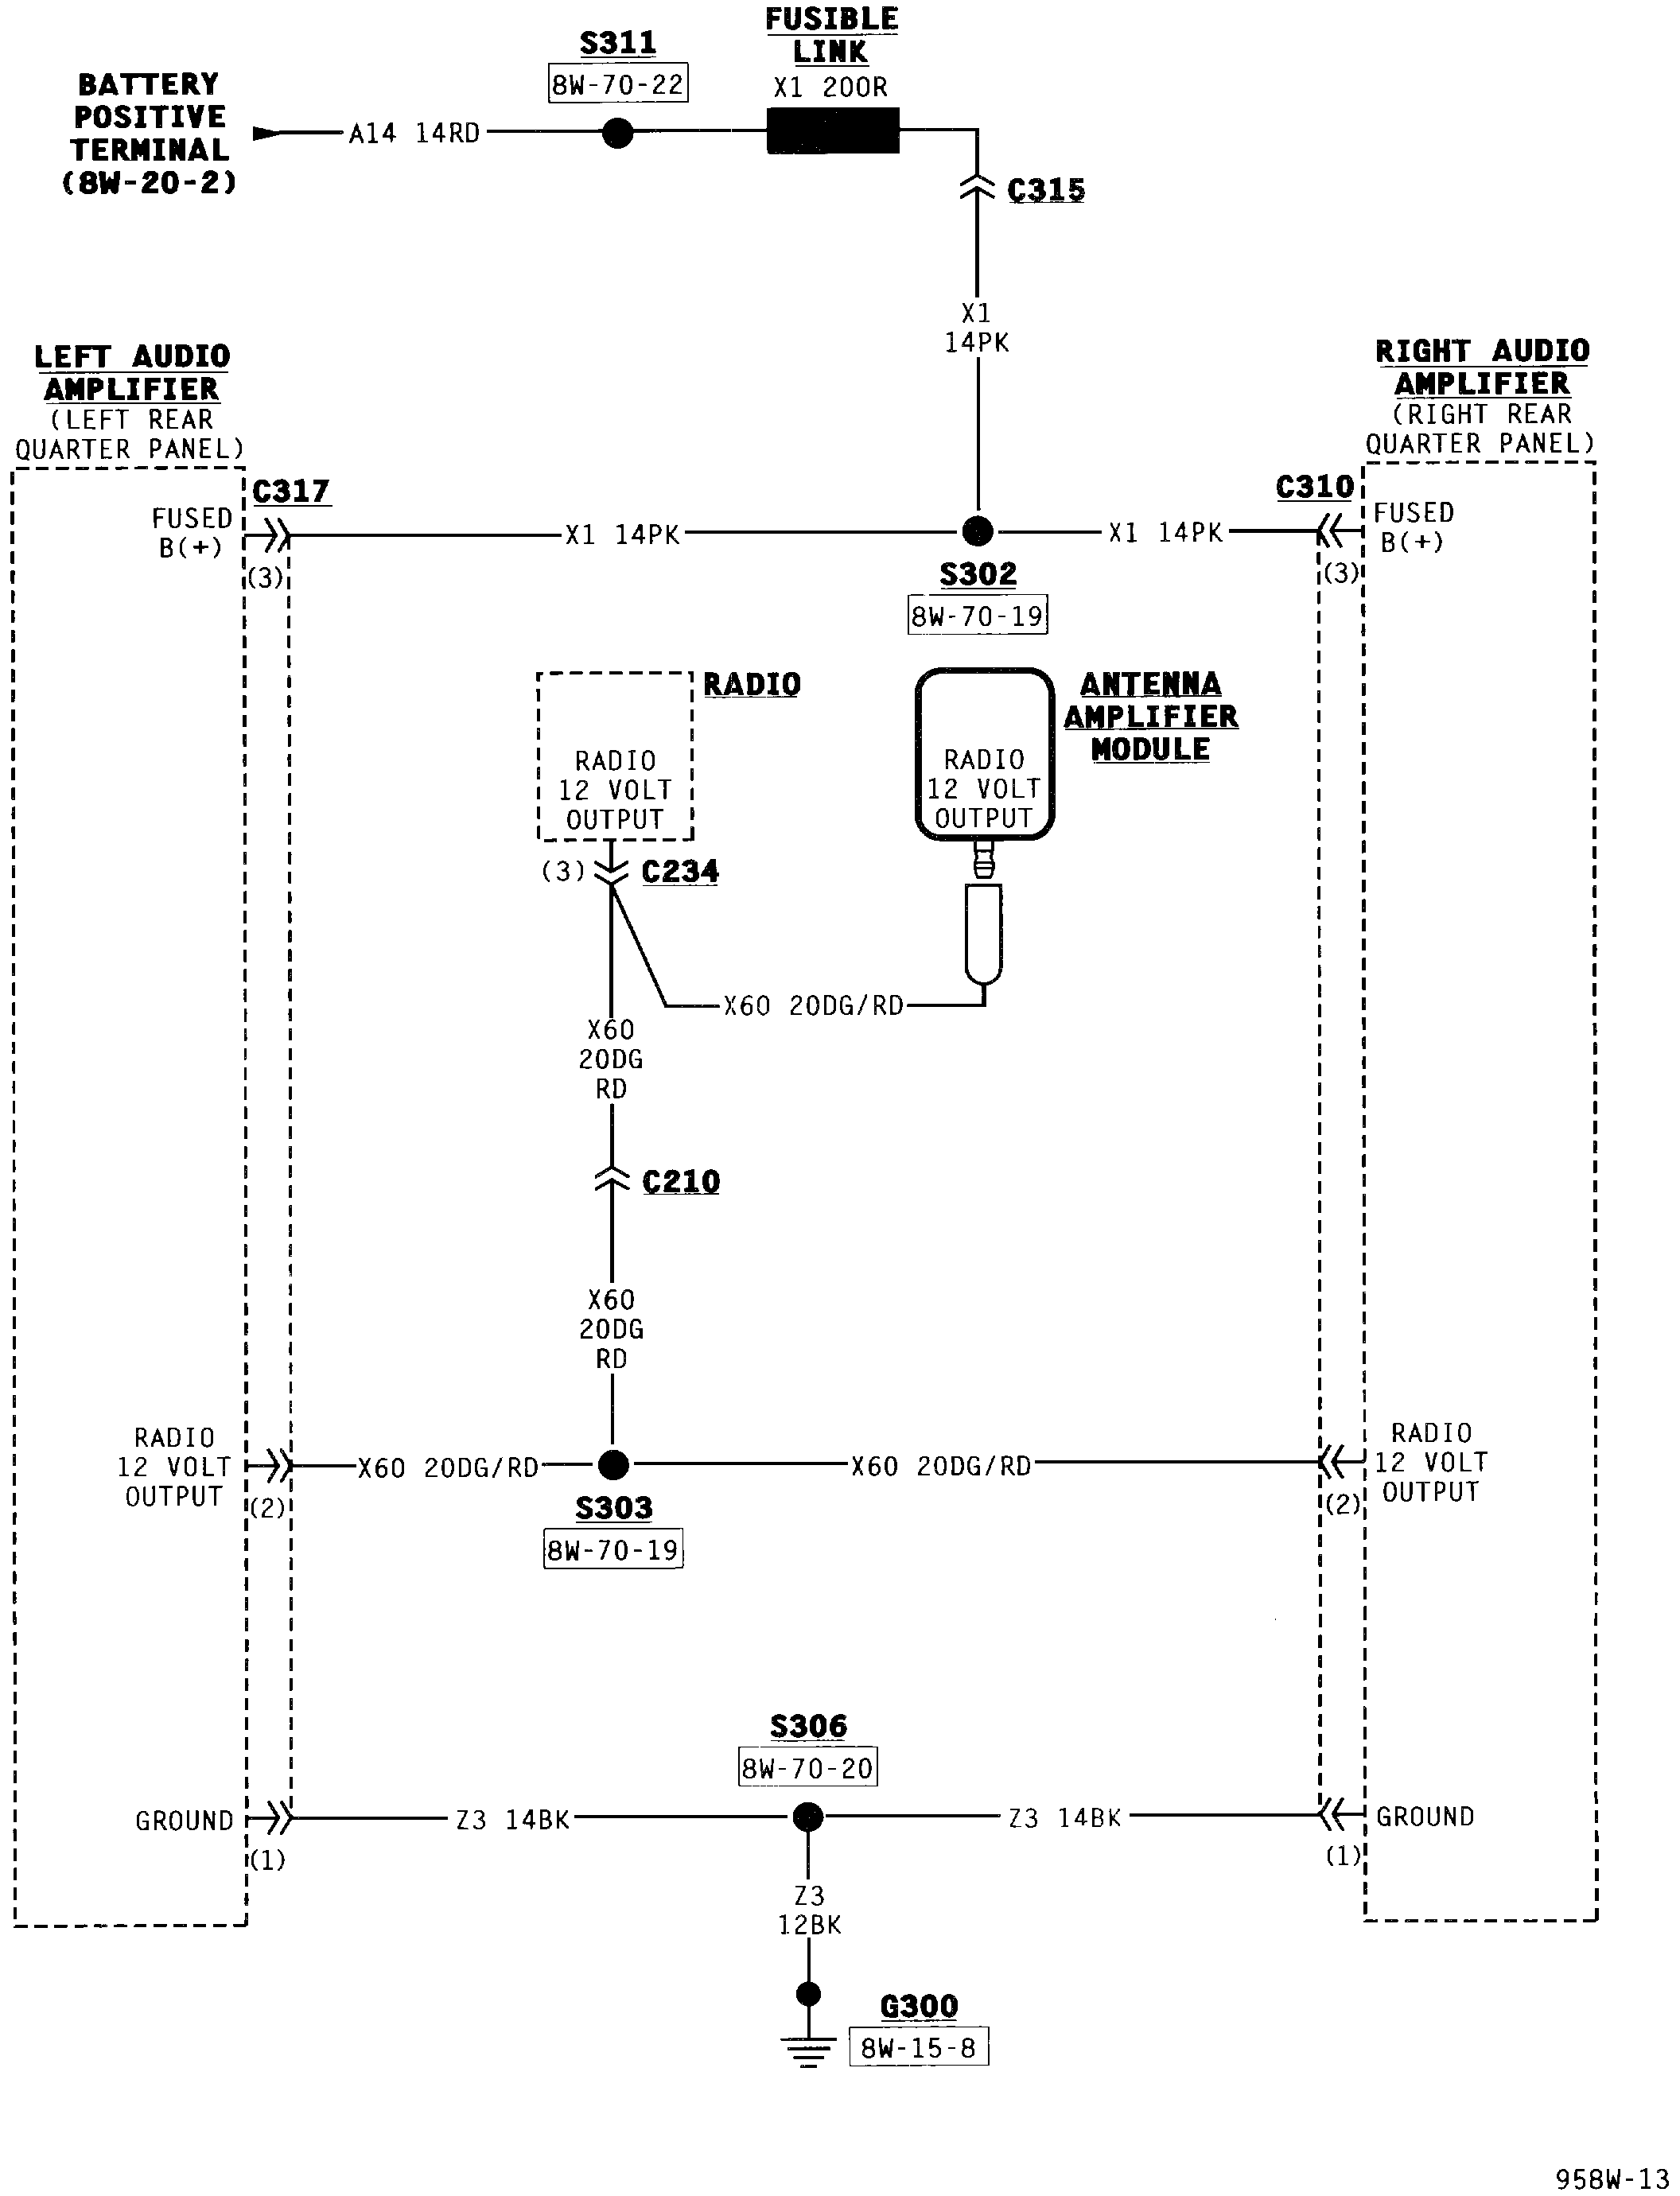 FUSIBLE
LINK
X1 20OR
S311
8W-70-22
BATTERY
POSITIVE
TERMINAL
(8W-20-2)
A14 14RD
C315
X1
14PK
LEFT AUDIO
AMPLIFIER
(LEFT REAR
QUARTER PANEL)
RIGHT AUDIO
AMPLIFIER
(RIGHT REAR
QUARTER PANEL)
C317
C310
FUSED
B(+)
(3)
X1 14PK
X1 14PK
FUSED
B(+)
(3)
S302
8W-70-19
RADIO
RADIO
12 VOLT
OUTPUT
ANTENNA
AMPLIFIER
MODULE
RADIO
12 VOLT
OUTPUT
(3)
C234
X60 20DG/RD
X60
20DG
RD
C210
X60
20DG
RD
RADIO
12 VOLT
OUTPUT
(2)
X60 20DG/RD
X60 20DG/RD
RADIO
12 VOLT
OUTPUT
(2)
S303
8W-70-19
S306
8W-70-20
GROUND
(1)
Z3 14BK
Z3 14BK
GROUND
(1)
Z3
12BK
G300
8W-15-8
958W-13